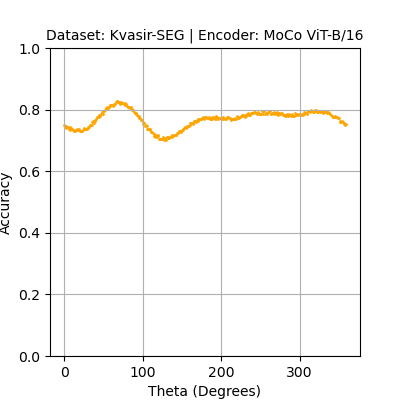 Dataset: Kvasir-SEG | Encoder: MoCo ViT-B/16
1.0
0.8
0.6
0.4
0.2
0.0
Accuracy
0 100 200 300
Theta (Degrees)